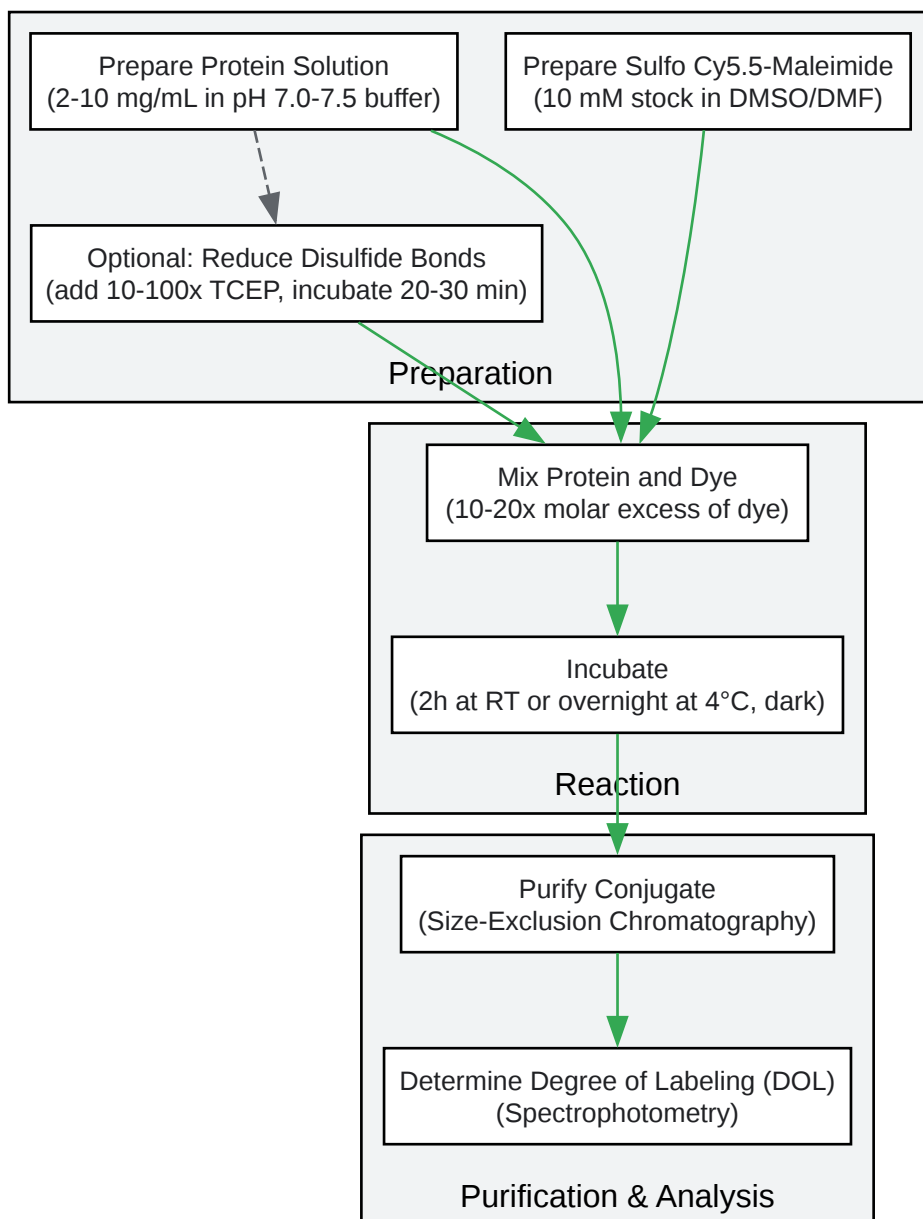 Prepare Protein Solution
(2-10 mg/mL in pH 7.0-7.5 buffer)
Prepare Sulfo Cy5.5-Maleimide
(10 mM stock in DMSO/DMF)
Optional: Reduce Disulfide Bonds
(add 10-100x TCEP, incubate 20-30 min)
Preparation
Mix Protein and Dye
(10-20x molar excess of dye)
Incubate
(2h at RT or overnight at 4°C, dark)
Reaction
Purify Conjugate
(Size-Exclusion Chromatography)
Determine Degree of Labeling (DOL)
(Spectrophotometry)
Purification & Analysis